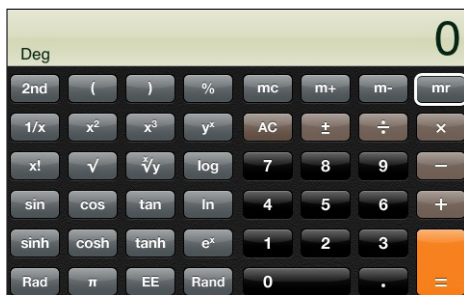 0
Deg
2nd ( ) % mc m+ m- mr
1/x x² x³ yˣ AC ± ÷ ×
x! √ ˣ√y log 7 8 9 −
sin cos tan ln 4 5 6 +
sinh cosh tanh eˣ 1 2 3
Rad π EE Rand 0 . =